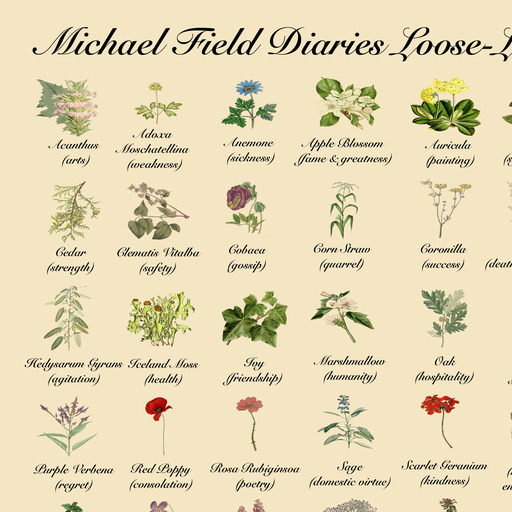 Michael Field Diaries Loose-L
Acanthus
(arts)
Adoxa
Moschatellina
(weakness)
Anemone
(sickness)
Apple Blossom
(fame & greatness)
Auricula
(painting)
Cedar
(strength)
Clematis Vitalba
(safety)
Cobaea
(gossip)
Corn Straw
(quarrel)
Coronilla
(success)
(deat
Hedysarum Gyrans
(agitation)
Iceland Moss
(health)
Ivy
(friendship)
Marshmallow
(humanity)
Oak
(hospitality)
Purple Verbena
(regret)
Red Poppy
(consolation)
Rosa Rubiginsoa
(poetry)
Sage
(domestic virtue)
Scarlet Geranium
(kindness)